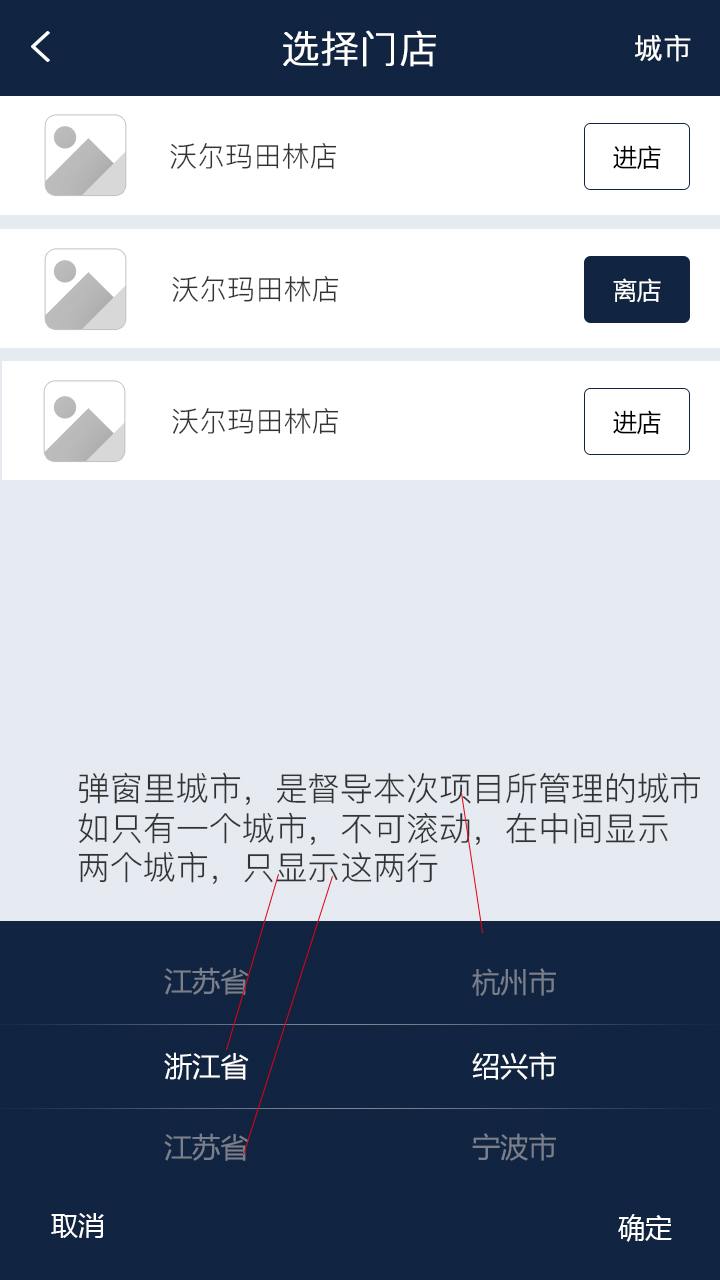 选择门店
城市
沃尔玛田林店
进店
沃尔玛田林店
离店
沃尔玛田林店
进店
弹窗里城市，是督导本次项目所管理的城市
如只有一个城市，不可滚动，在中间显示
两个城市，只显示这两行
江苏省 杭州市
浙江省 绍兴市
江苏省 宁波市
取消 确定